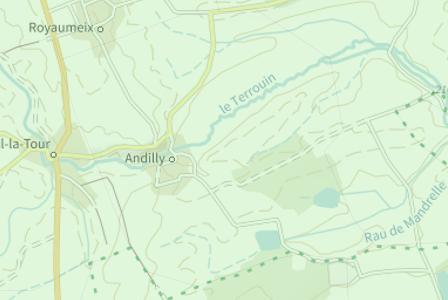 Royaumeix
le Terrouin
l-la-Tour
Andilly
Rau de Mandrelle